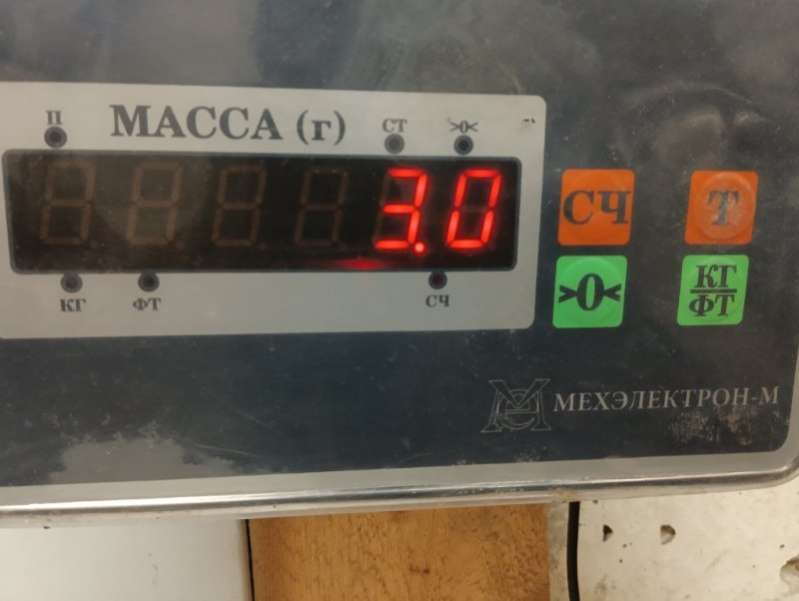 П МАССА (г) СТ >0<
3.0
КГ ФТ СЧ
СЧ Т
>0< КГ
ФТ
МЕХЭЛЕКТРОН-М